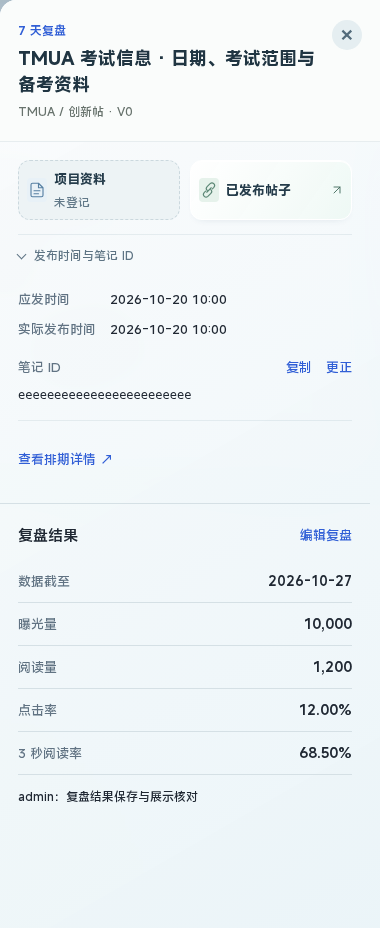 7 天复盘
TMUA 考试信息 · 日期、考试范围与
备考资料
TMUA / 创新帖 · V0
项目资料
未登记
已发布帖子
发布时间与笔记 ID
应发时间 2026-10-20 10:00
实际发布时间 2026-10-20 10:00
笔记 ID 复制 更正
eeeeeeeeeeeeeeeeeeeeeeee
查看排期详情 ↗
复盘结果 编辑复盘
数据截至 2026-10-27
曝光量 10,000
阅读量 1,200
点击率 12.00%
3 秒阅读率 68.50%
admin：复盘结果保存与展示核对